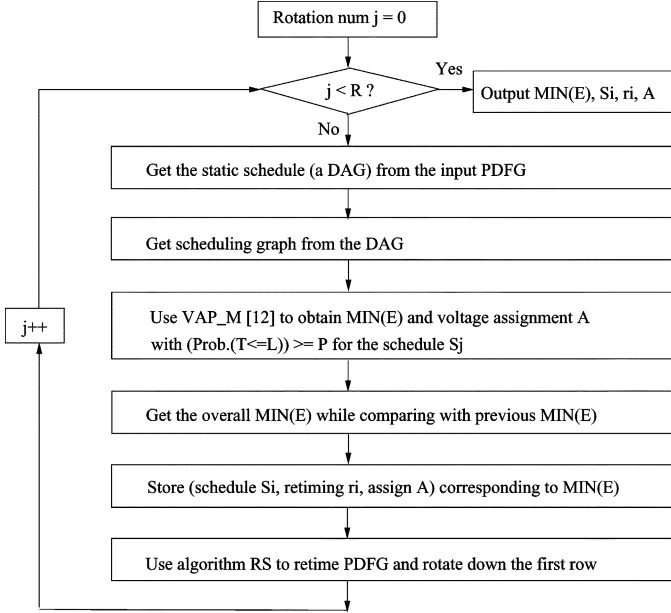 Rotation num j = 0
j < R ?
Yes
Output MIN(E), Si, ri, A
No
Get the static schedule (a DAG) from the input PDFG
Get scheduling graph from the DAG
Use VAP_M [12] to obtain MIN(E) and voltage assignment A
with (Prob.(T<=L)) >= P for the schedule Sj
j++
Get the overall MIN(E) while comparing with previous MIN(E)
Store (schedule Si, retiming ri, assign A) corresponding to MIN(E)
Use algorithm RS to retime PDFG and rotate down the first row